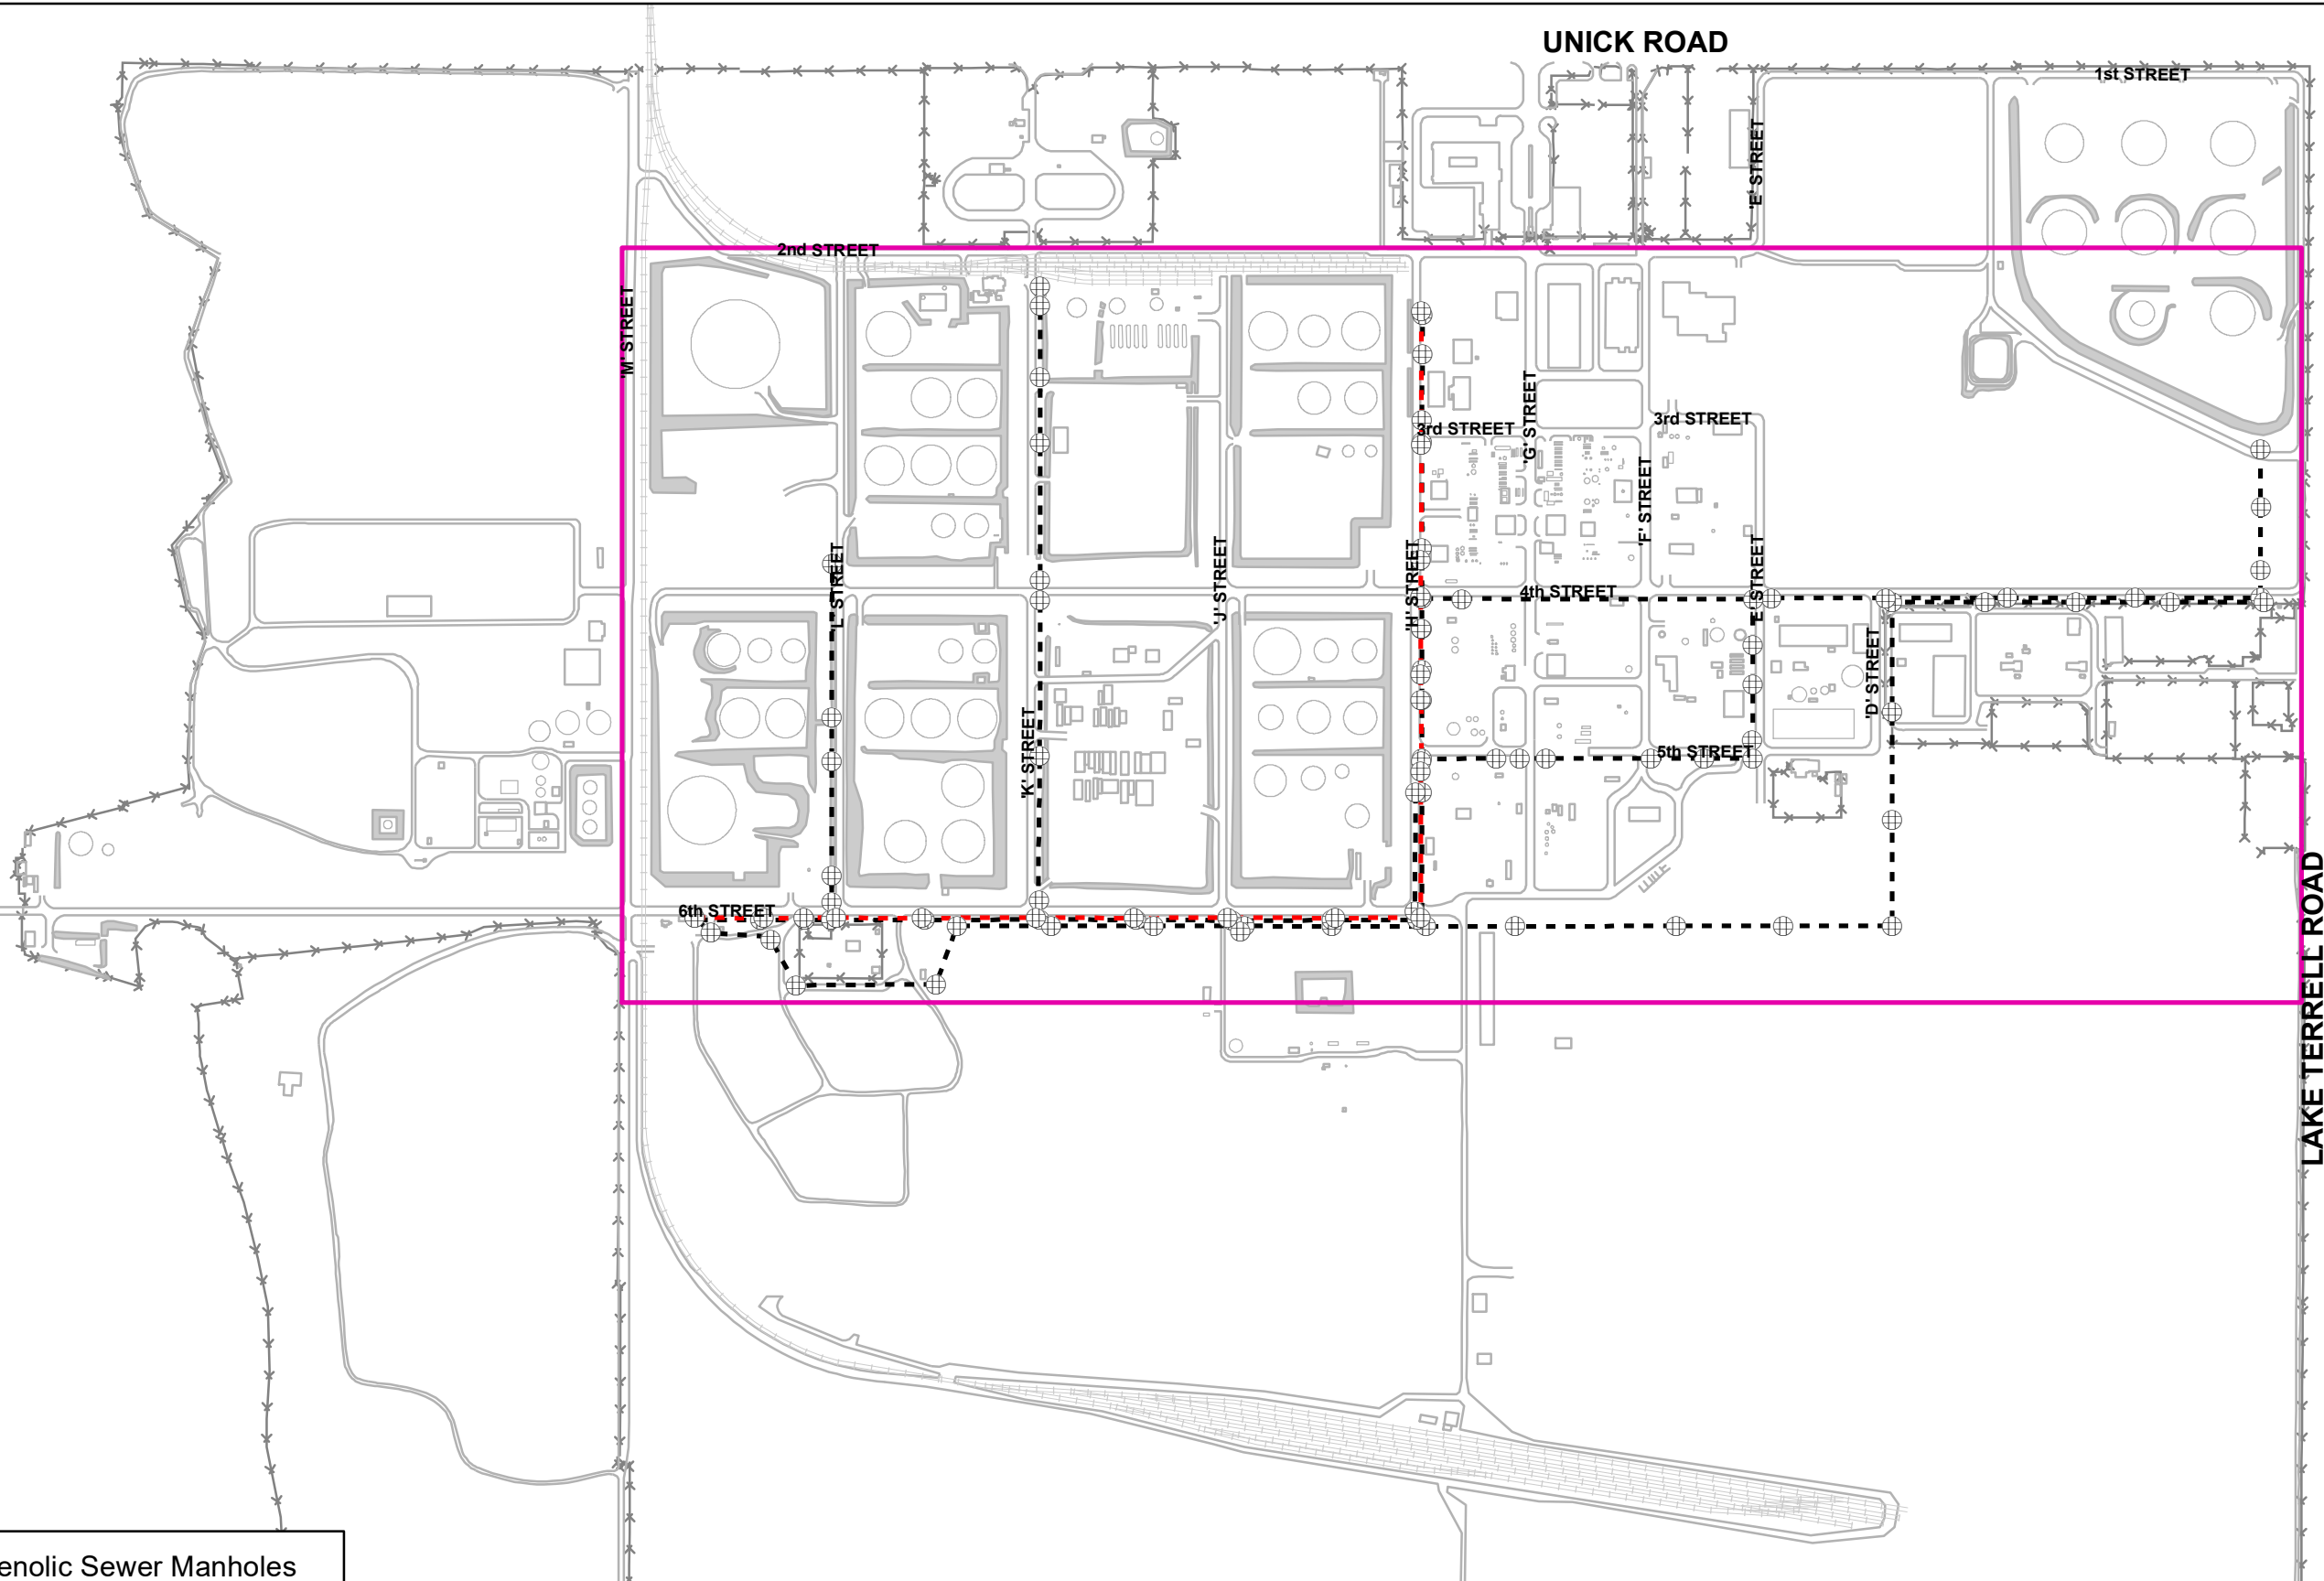 UNICK ROAD
1st STREET
'E' STREET
2nd STREET
'M' STREET
'G' STREET
3rd STREET
3rd STREET
'F' STREET
'L' STREET
'J' STREET
'H' STREET
'E' STREET
4th STREET
'D' STREET
'K' STREET
5th STREET
6th STREET
LAKE TERRELL ROAD
enolic Sewer Manholes